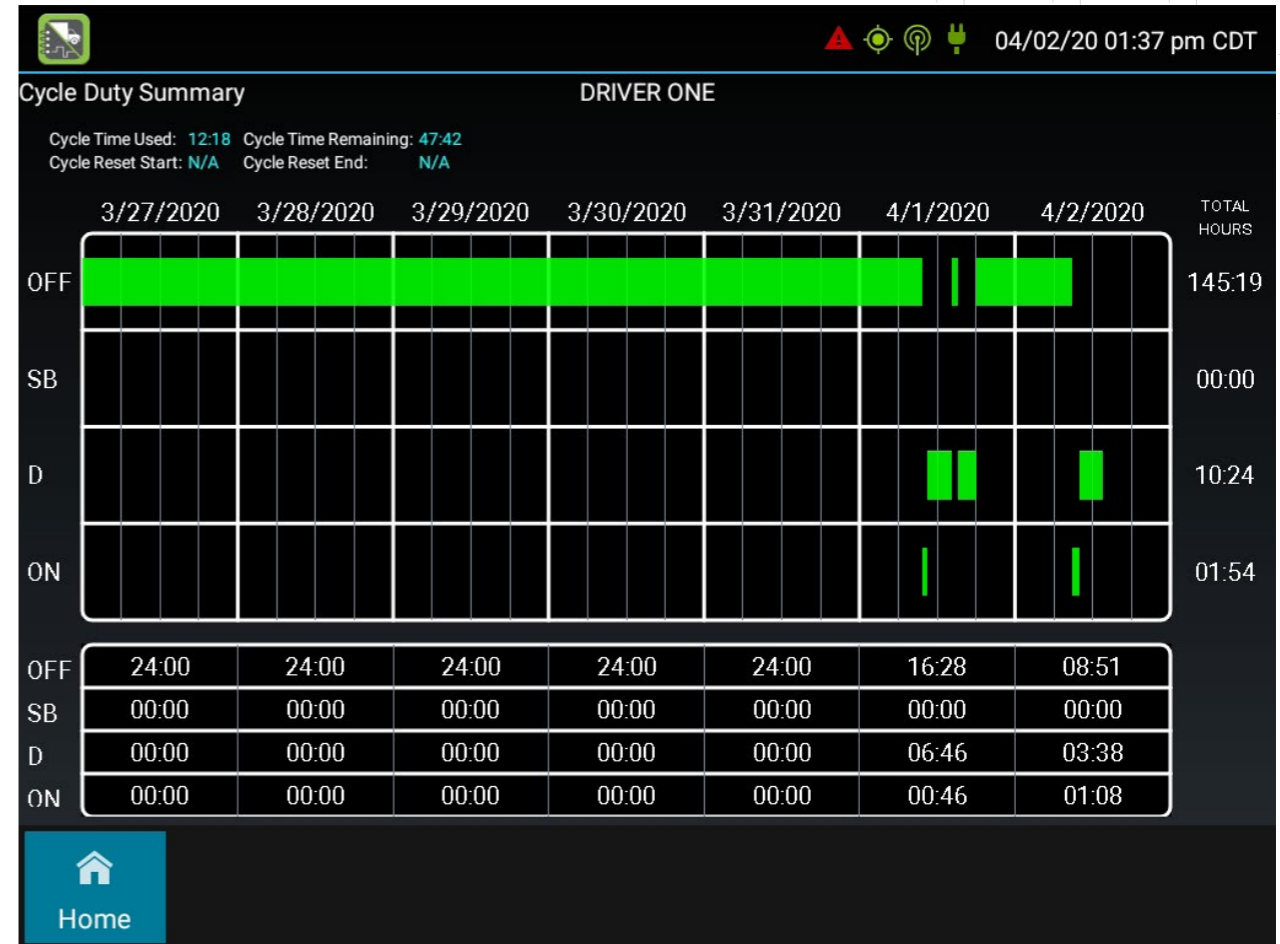 04/02/20 01:37 pm CDT
Cycle Duty Summary DRIVER ONE
Cycle Time Used: 12:18 Cycle Time Remaining: 47:42
Cycle Reset Start: N/A Cycle Reset End: N/A
3/27/2020 3/28/2020 3/29/2020 3/30/2020 3/31/2020 4/1/2020 4/2/2020 TOTAL HOURS
OFF 145:19
SB 00:00
D 10:24
ON 01:54
OFF 24:00 24:00 24:00 24:00 24:00 16:28 08:51
SB 00:00 00:00 00:00 00:00 00:00 00:00 00:00
D 00:00 00:00 00:00 00:00 00:00 06:46 03:38
ON 00:00 00:00 00:00 00:00 00:00 00:46 01:08
Home